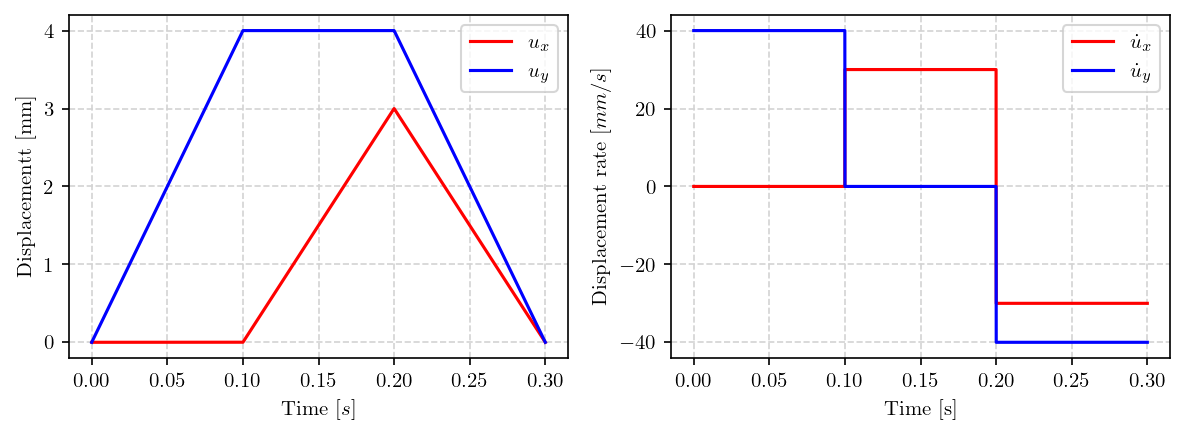 4
3
2
1
0
0.00 0.05 0.10 0.15 0.20 0.25 0.30
Displacementt [mm]
Time [s]
u_x
u_y
40
20
0
−20
−40
0.00 0.05 0.10 0.15 0.20 0.25 0.30
Displacement rate [mm/s]
Time [s]
u̇_x
u̇_y